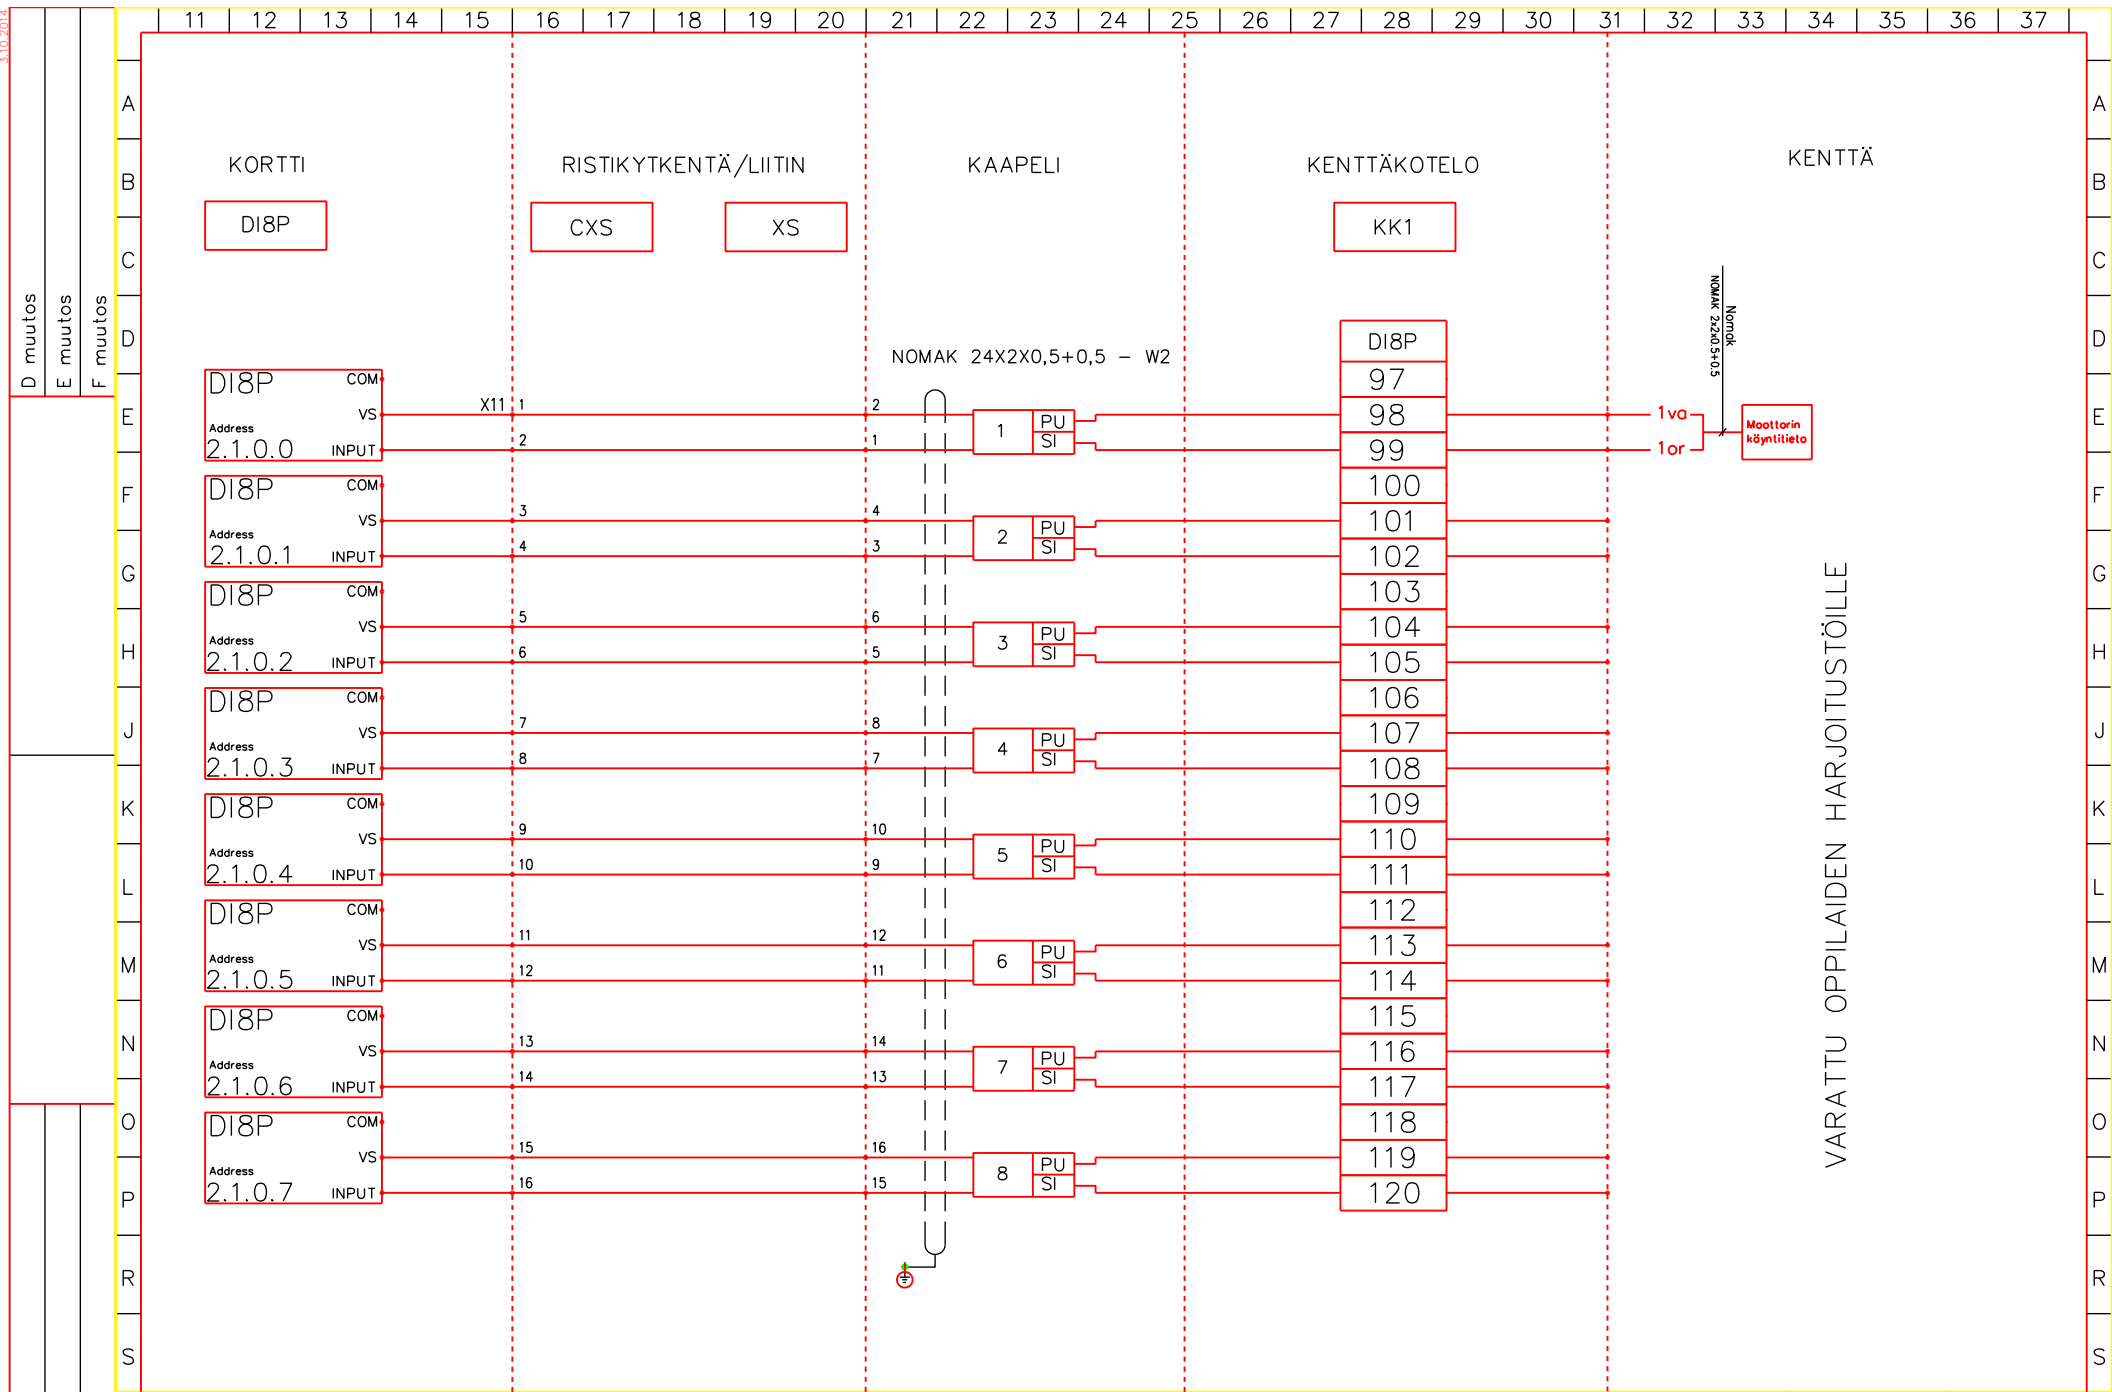 3.10.2014
11 12 13 14 15 16 17 18 19 20 21 22 23 24 25 26 27 28 29 30 31 32 33 34 35 36 37
D muutos
E muutos
F muutos
A A
B B
C C
D D
E E
F F
G G
H H
J J
K K
L L
M M
N N
O O
P P
R R
S S
KORTTI RISTIKYTKENTÄ/LIITIN KAAPELI KENTTÄKOTELO KENTTÄ
DI8P CXS XS KK1
NOMAK 24X2X0,5+0,5 – W2
DI8P
97
DI8P COM
VS X11 1 2 PU 98 1va
Address 1
2.1.0.0 INPUT 2 1 SI 99 1or
Nomak
NOMAK 2x2x0.5+0.5
Moottorin
käyntitieto
DI8P COM 100
VS 3 4 PU 101
Address 2
2.1.0.1 INPUT 4 3 SI 102
DI8P COM 103
VS 5 6 PU 104
Address 3
2.1.0.2 INPUT 6 5 SI 105
DI8P COM 106
VS 7 8 PU 107
Address 4
2.1.0.3 INPUT 8 7 SI 108
DI8P COM 109
VS 9 10 PU 110
Address 5
2.1.0.4 INPUT 10 9 SI 111
DI8P COM 112
VS 11 12 PU 113
Address 6
2.1.0.5 INPUT 12 11 SI 114
DI8P COM 115
VS 13 14 PU 116
Address 7
2.1.0.6 INPUT 14 13 SI 117
DI8P COM 118
VS 15 16 PU 119
Address 8
2.1.0.7 INPUT 16 15 SI 120
VARATTU OPPILAIDEN HARJOITUSTÖILLE